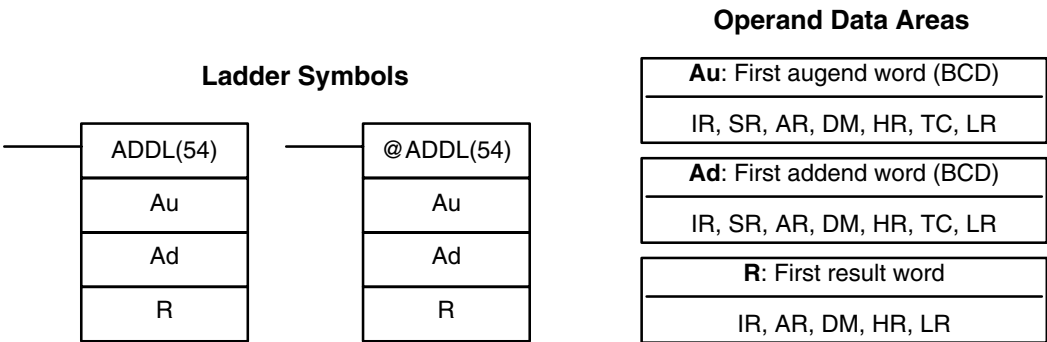 Ladder Symbols
ADDL(54)
Au
Ad
R
@ADDL(54)
Au
Ad
R
Operand Data Areas
Au: First augend word (BCD)
IR, SR, AR, DM, HR, TC, LR
Ad: First addend word (BCD)
IR, SR, AR, DM, HR, TC, LR
R: First result word
IR, AR, DM, HR, LR